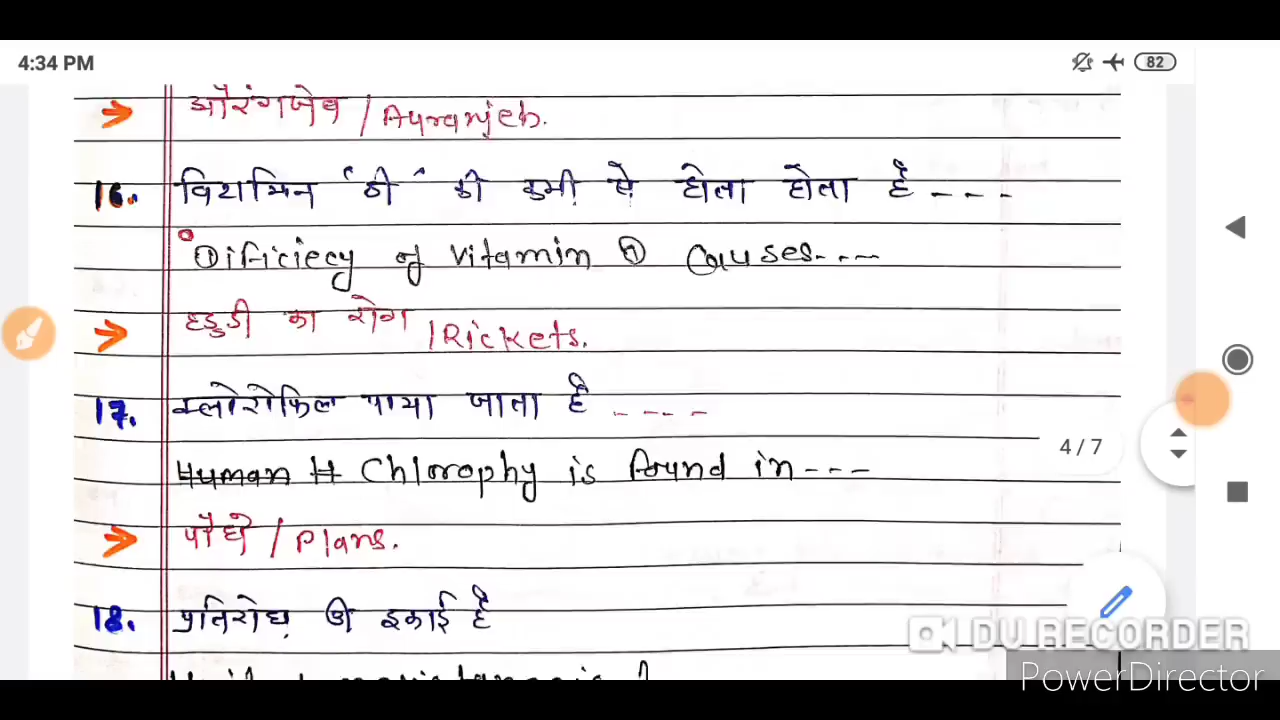 4:34 PM
82
औरंगजेब / Auranjeb.
16. विटामिन ' डी ' की कमी से होता होता है - - - -
Dificiecy of vitamin D Causes....
हड्डी का रोग / Rickets.
17. क्लोरोफिल पाया जाता है - - - -
Human H Chlorophy is found in - - -
4/7
पौधे / Plans.
18. प्रतिरोध की इकाई है
DU RECORDER
PowerDirector